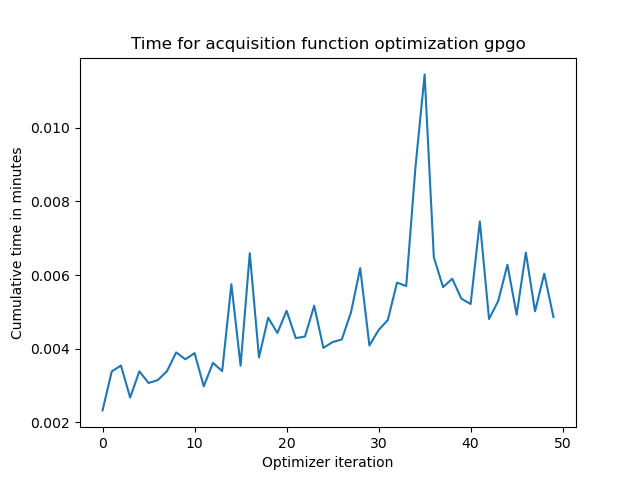 Time for acquisition function optimization gpgo
Cumulative time in minutes
0.010
0.008
0.006
0.004
0.002
0 10 20 30 40 50
Optimizer iteration